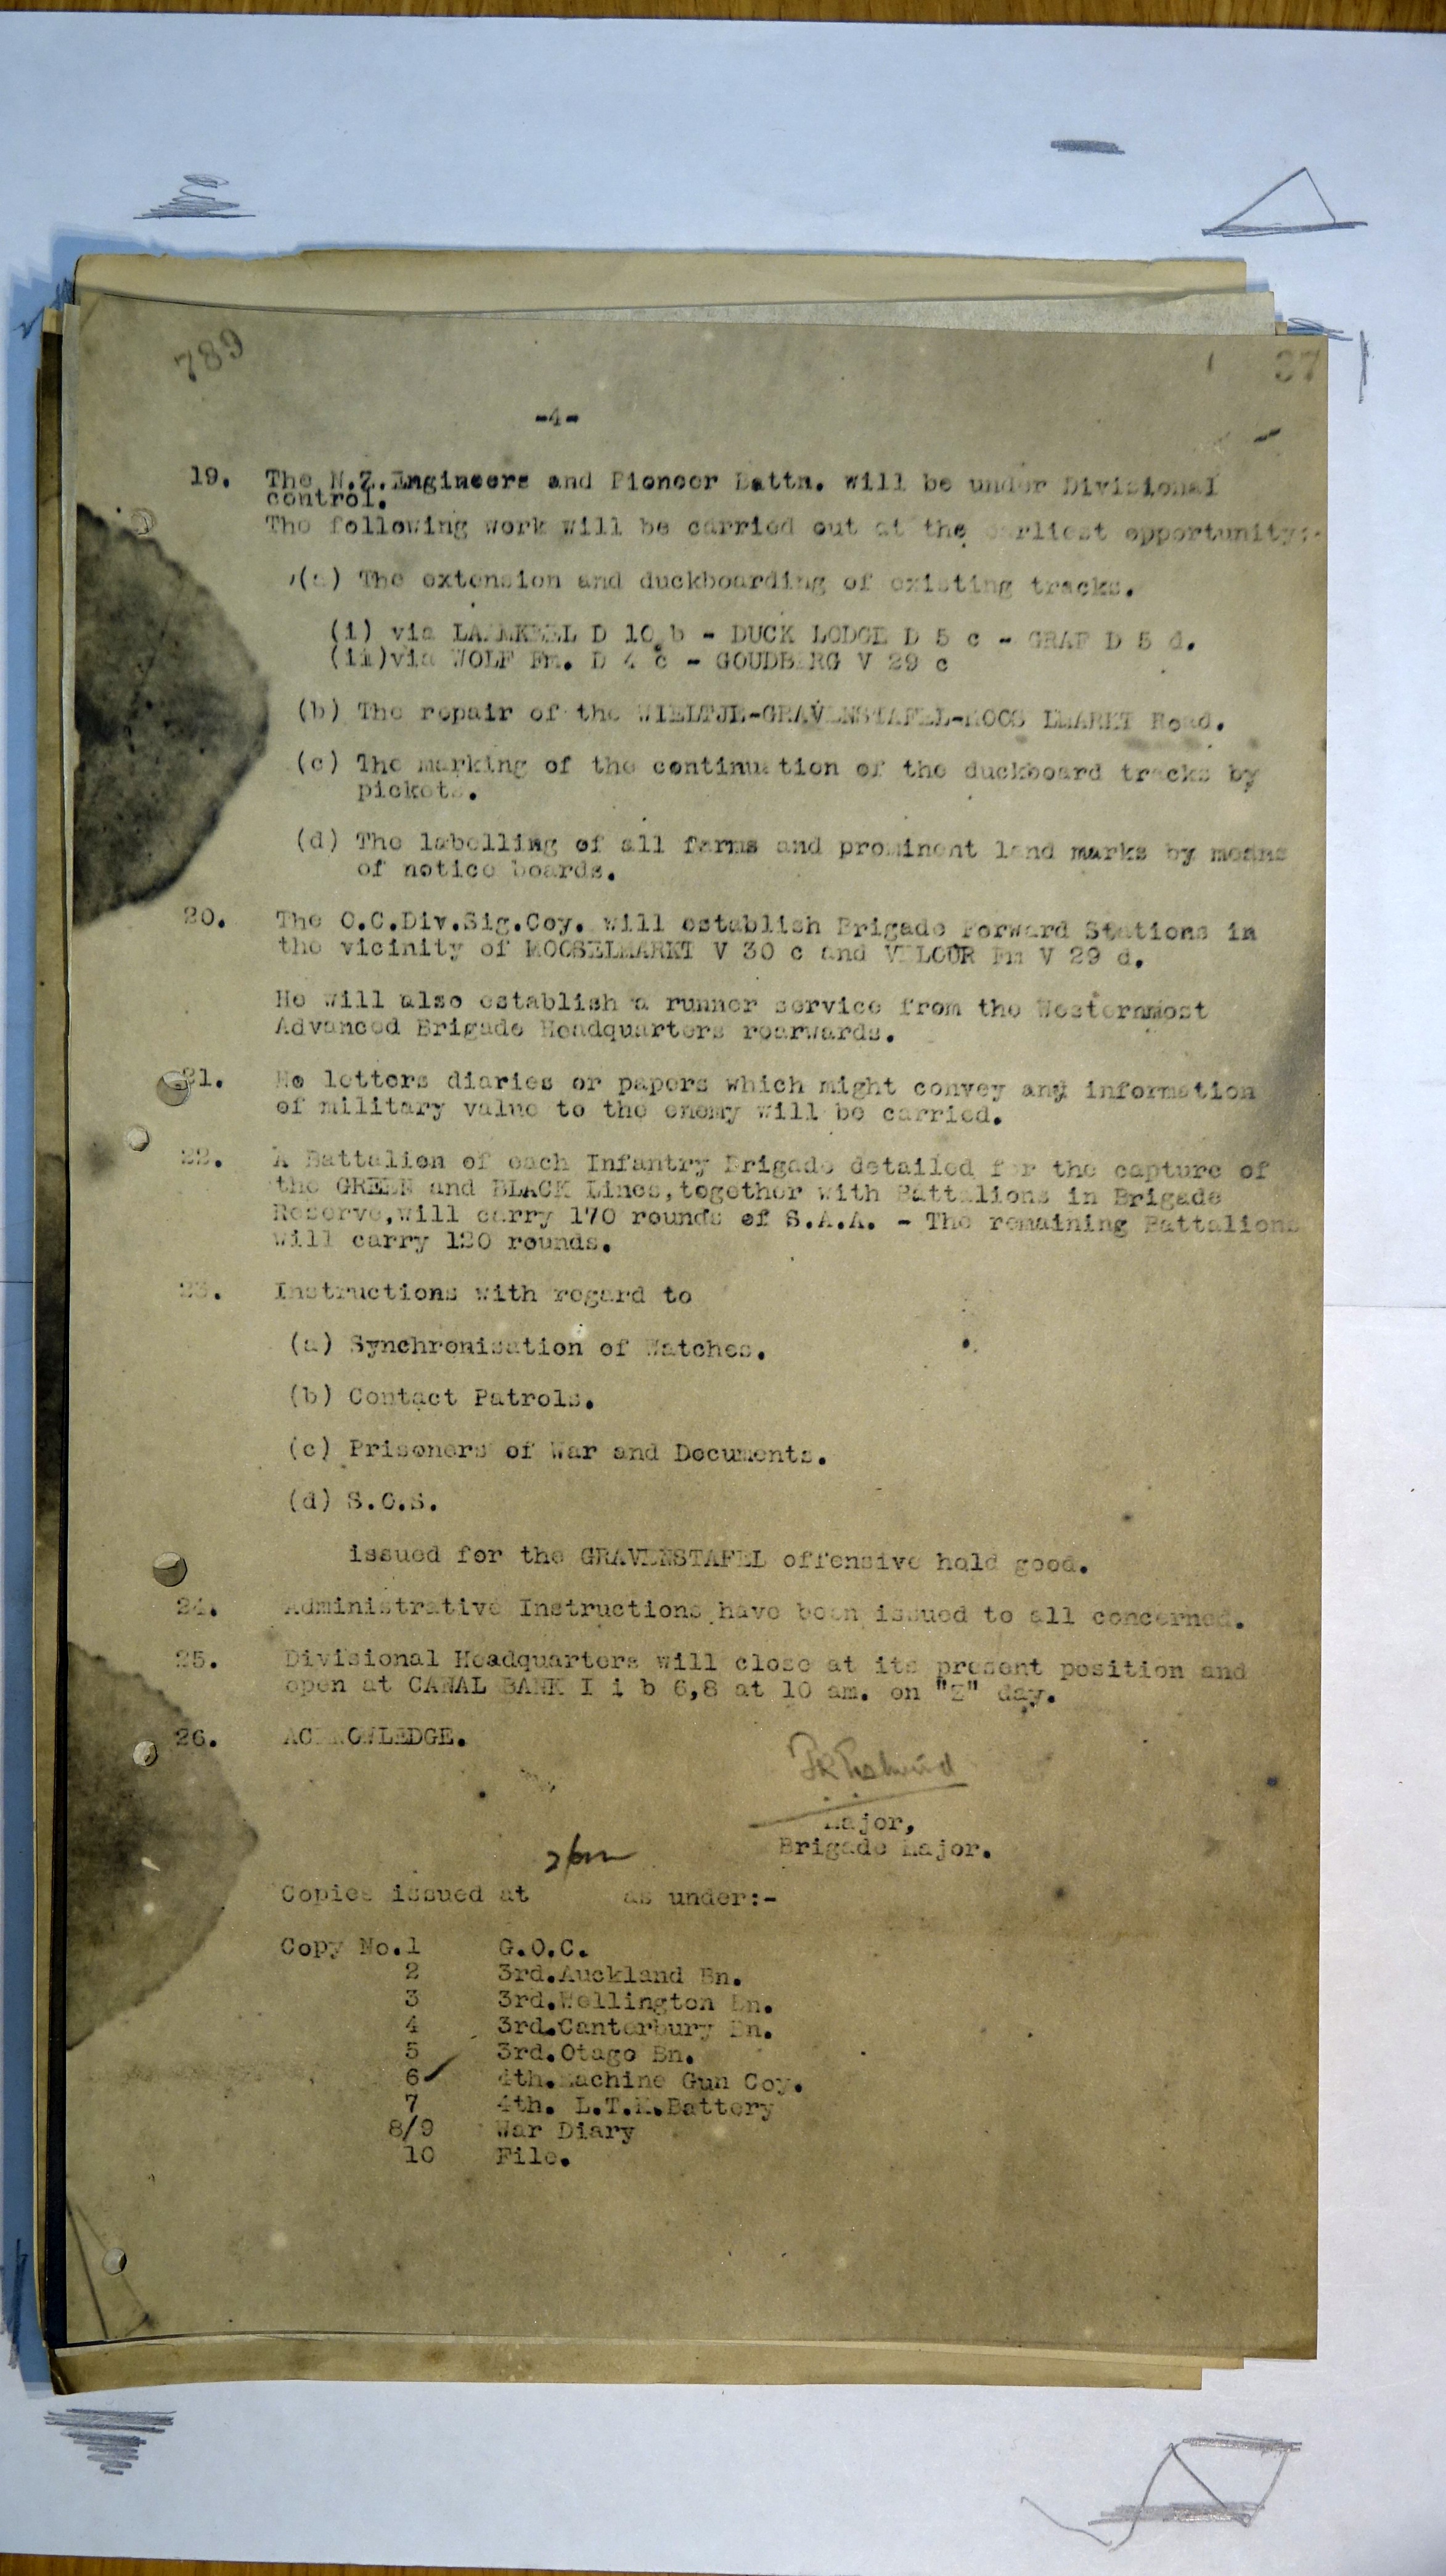 789
37
-4-
19. The N.Z.Engineers and Pioneer Battn. will be under Divisional
control.
The following work will be carried out at the earliest opportunity:-
(a) The extension and duckboarding of existing tracks.
(i) via D 10 b - DUCK LODGE D 5 c - GRAF D 5 d.
(ii)via WOLF Fm. D 4 c - GOUDBERG V 29 c
(b) The repair of the WIELTJE-GRAVENSTAFEL- Road.
(c) The marking of the continuation of the duckboard tracks by
pickets.
(d) The labelling of all farms and prominent land marks by means
of notice boards.
20. The O.C.Div.Sig.Coy. will establish Brigade Forward Stations in
the vicinity of MOOSELMARKT V 30 c and VELOUR Fm V 29 d.
He will also establish a runner service from the Westernmost
Advanced Brigade Headquarters rearwards.
21. No letters diaries or papers which might convey any information
of military value to the enemy will be carried.
22. A Battalion of each Infantry Brigade detailed for the capture of
the GREEN and BLACK Lines,together with Battalions in Brigade
Reserve,will carry 170 rounds of S.A.A. - The remaining Battalions
will carry 120 rounds.
23. Instructions with regard to
(a) Synchronisation of Watches.
(b) Contact Patrols.
(c) Prisoners of War and Documents.
(d) S.O.S.
issued for the GRAVENSTAFEL offensive hold good.
24. Administrative Instructions have been issued to all concerned.
25. Divisional Headquarters will close at its present position and
open at CANAL BANK I 1 b 6,8 at 10 am. on "Z" day.
26. ACKNOWLEDGE.
Major,
Brigade Major.
Copies issued at as under:-
Copy No.1 G.O.C.
2 3rd.Auckland Bn.
3 3rd.Wellington Bn.
4 3rd.Canterbury Bn.
5 3rd.Otago Bn.
6 4th.Machine Gun Coy.
7 4th. L.T.M.Battery
8/9 War Diary
10 File.